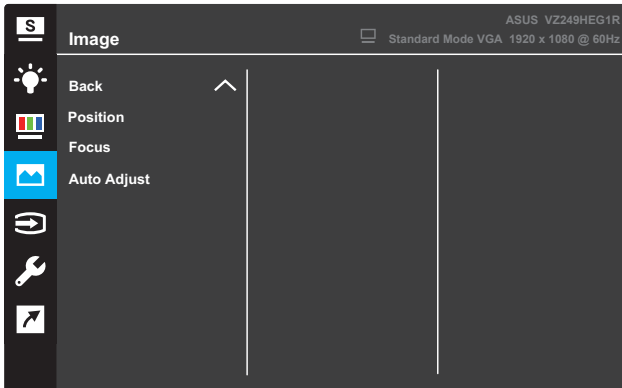 S
ASUS VZ249HEG1R
Image
Standard Mode VGA 1920 x 1080 @ 60Hz
Back
Position
Focus
Auto Adjust